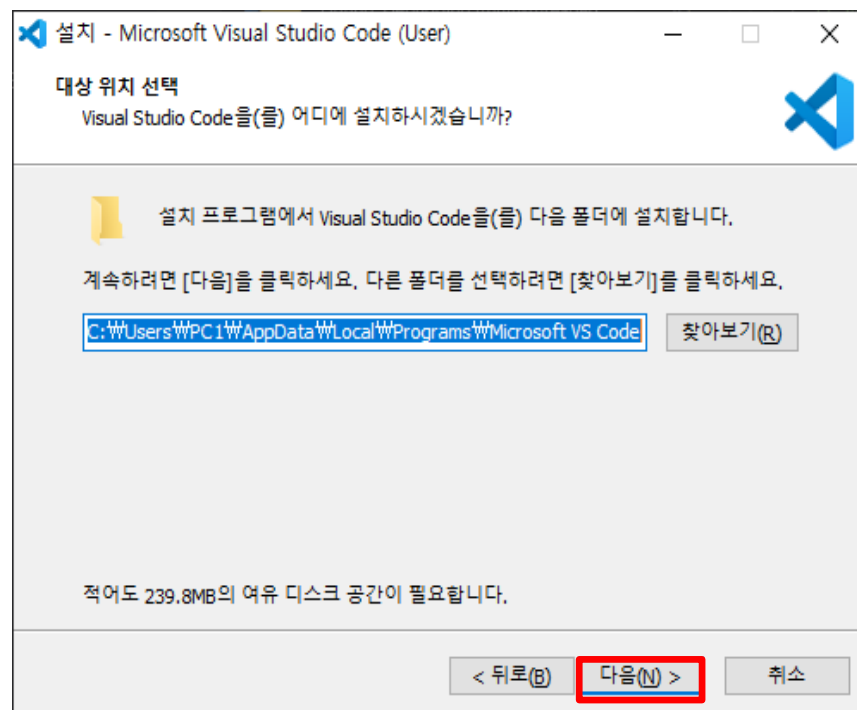 설치 - Microsoft Visual Studio Code (User)
대상 위치 선택
Visual Studio Code을(를) 어디에 설치하시겠습니까?
설치 프로그램에서 Visual Studio Code을(를) 다음 폴더에 설치합니다.
계속하려면 [다음]을 클릭하세요. 다른 폴더를 선택하려면 [찾아보기]를 클릭하세요.
C:₩Users₩PC1₩AppData₩Local₩Programs₩Microsoft VS Code 찾아보기(R)
적어도 239.8MB의 여유 디스크 공간이 필요합니다.
< 뒤로(B) 다음(N) > 취소